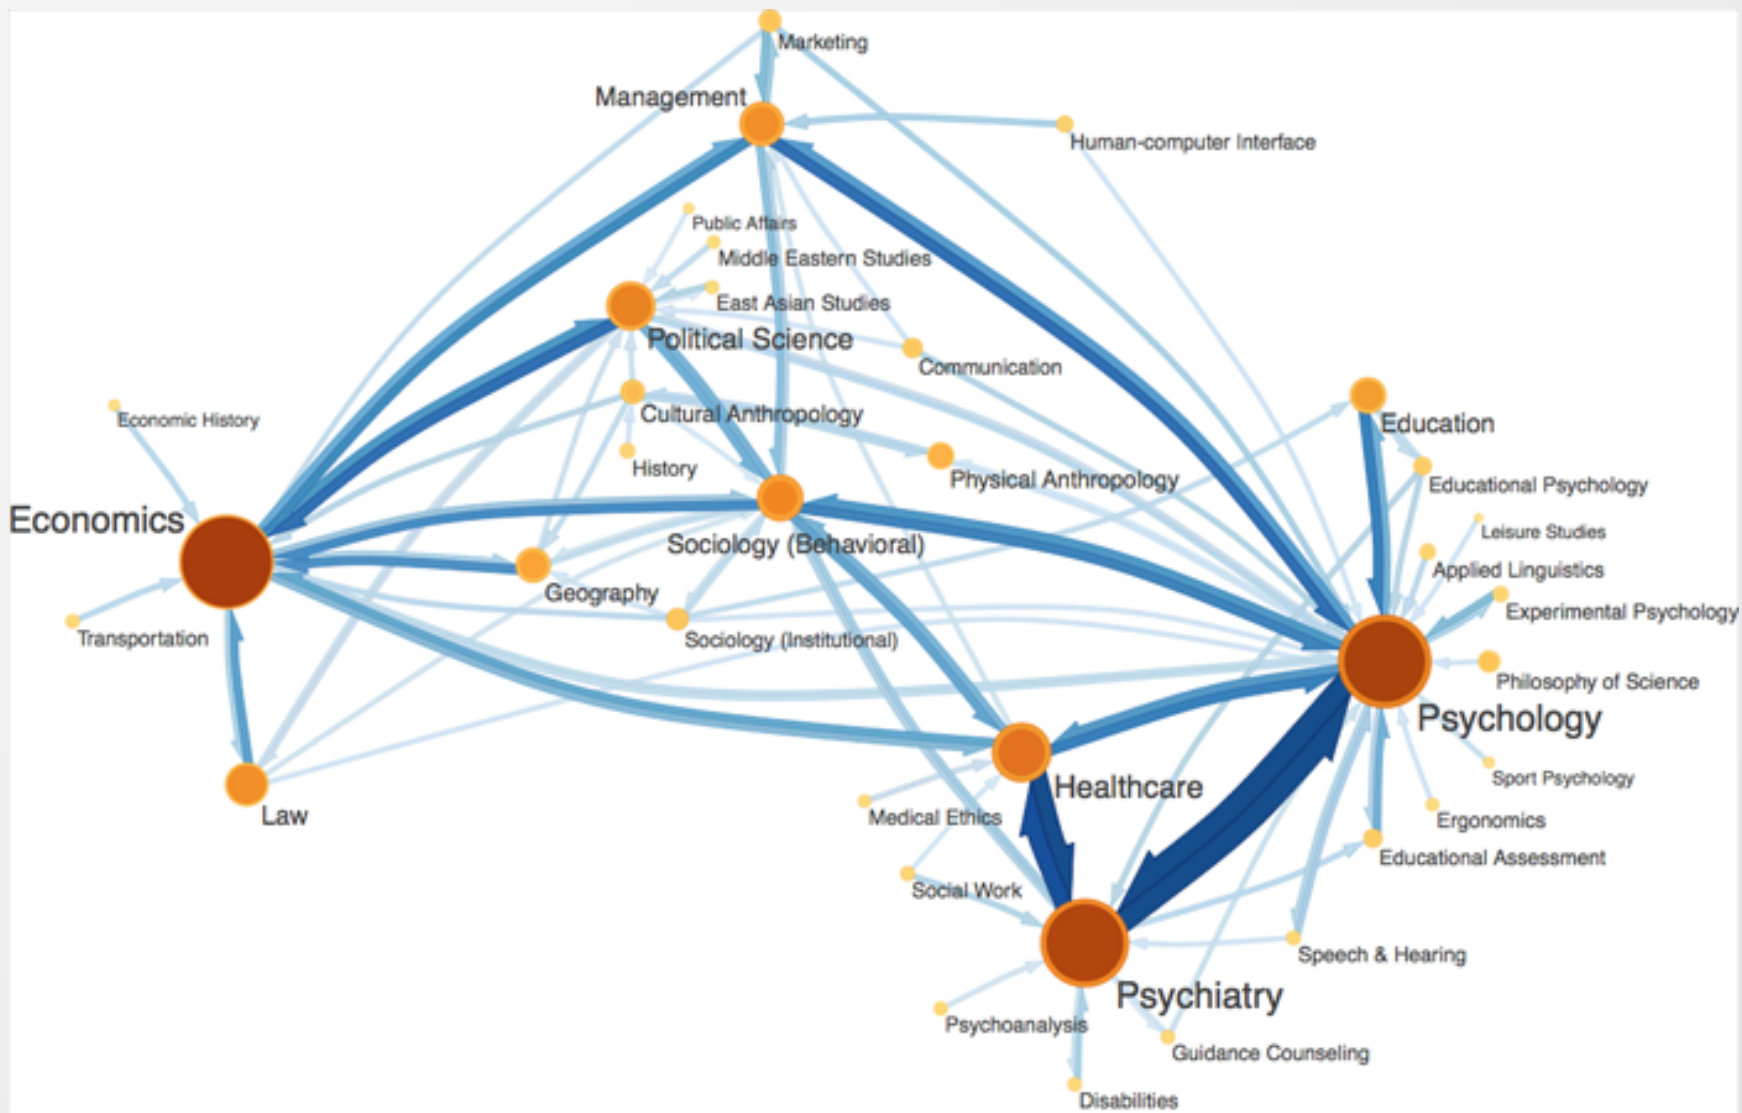 Marketing
Management
Human-computer Interface
Public Affairs
Middle Eastern Studies
East Asian Studies
Political Science
Communication
Economic History
Cultural Anthropology
Education
History
Physical Anthropology
Educational Psychology
Economics
Leisure Studies
Sociology (Behavioral)
Applied Linguistics
Geography
Experimental Psychology
Transportation
Sociology (Institutional)
Philosophy of Science
Psychology
Sport Psychology
Healthcare
Law
Medical Ethics
Ergonomics
Educational Assessment
Social Work
Speech & Hearing
Psychiatry
Psychoanalysis
Guidance Counseling
Disabilities